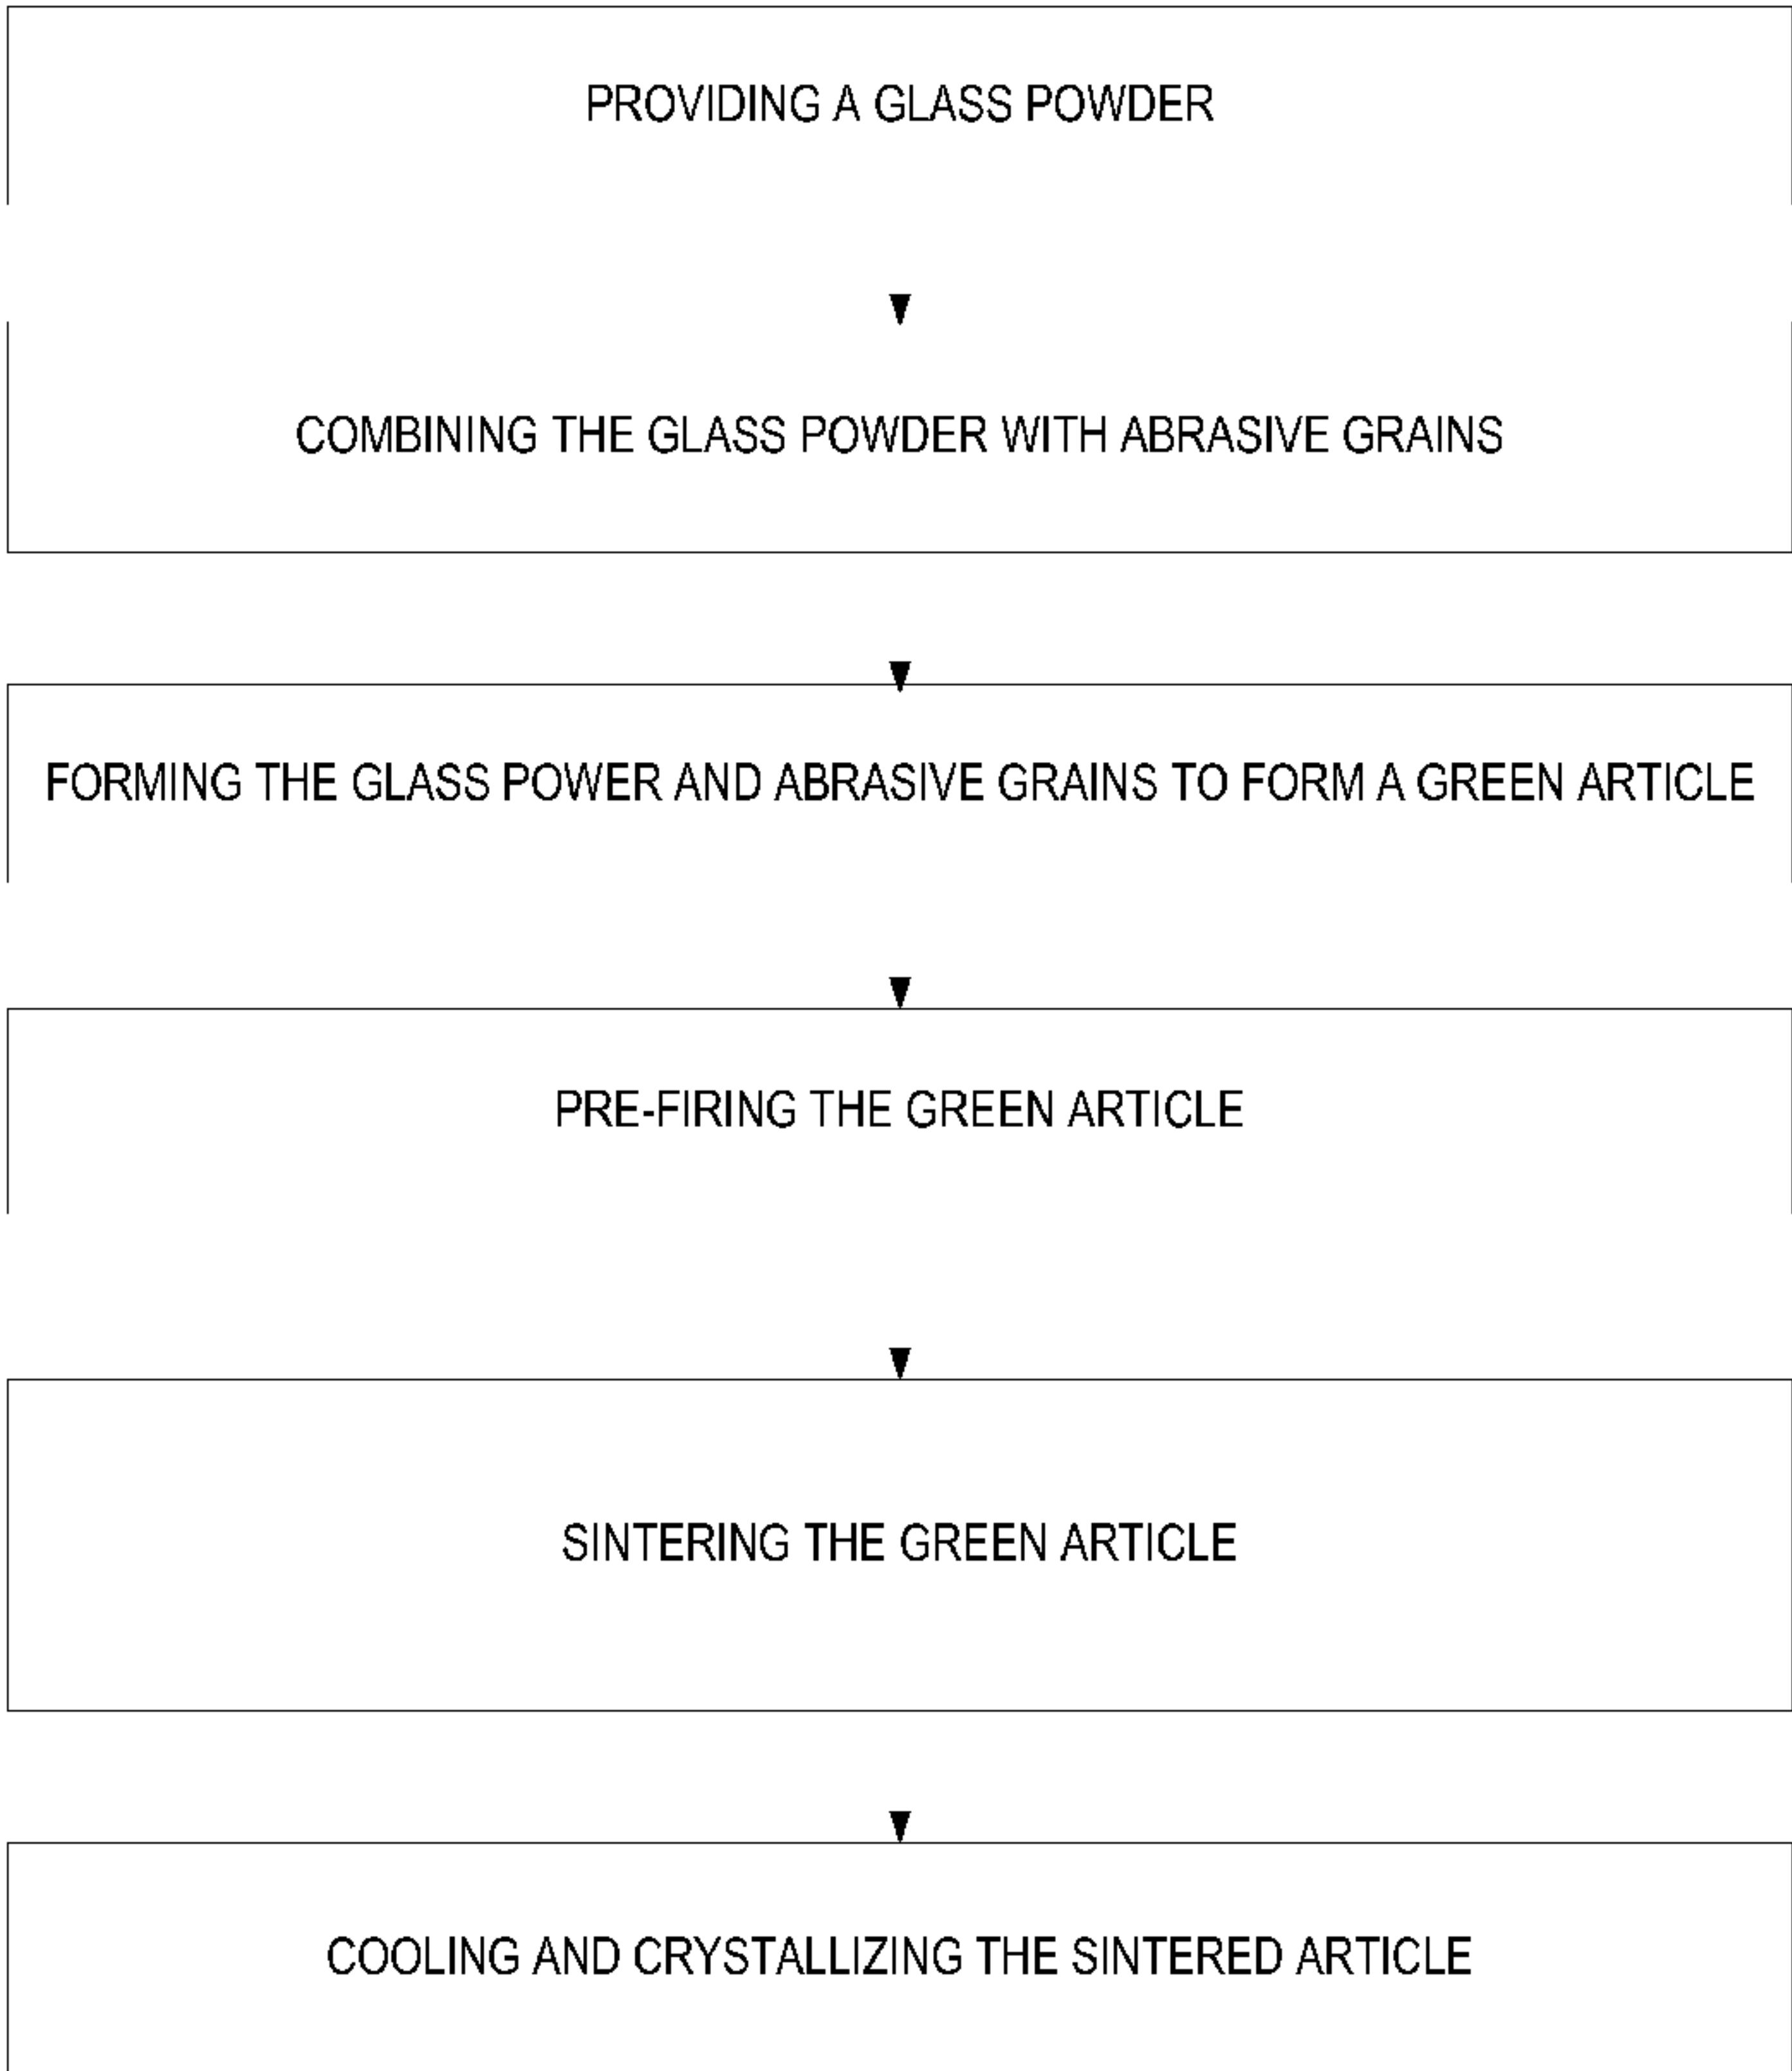 PROVIDING A GLASS POWDER
COMBINING THE GLASS POWDER WITH ABRASIVE GRAINS
FORMING THE GLASS POWER AND ABRASIVE GRAINS TO FORM A GREEN ARTICLE
PRE-FIRING THE GREEN ARTICLE
SINTERING THE GREEN ARTICLE
COOLING AND CRYSTALLIZING THE SINTERED ARTICLE